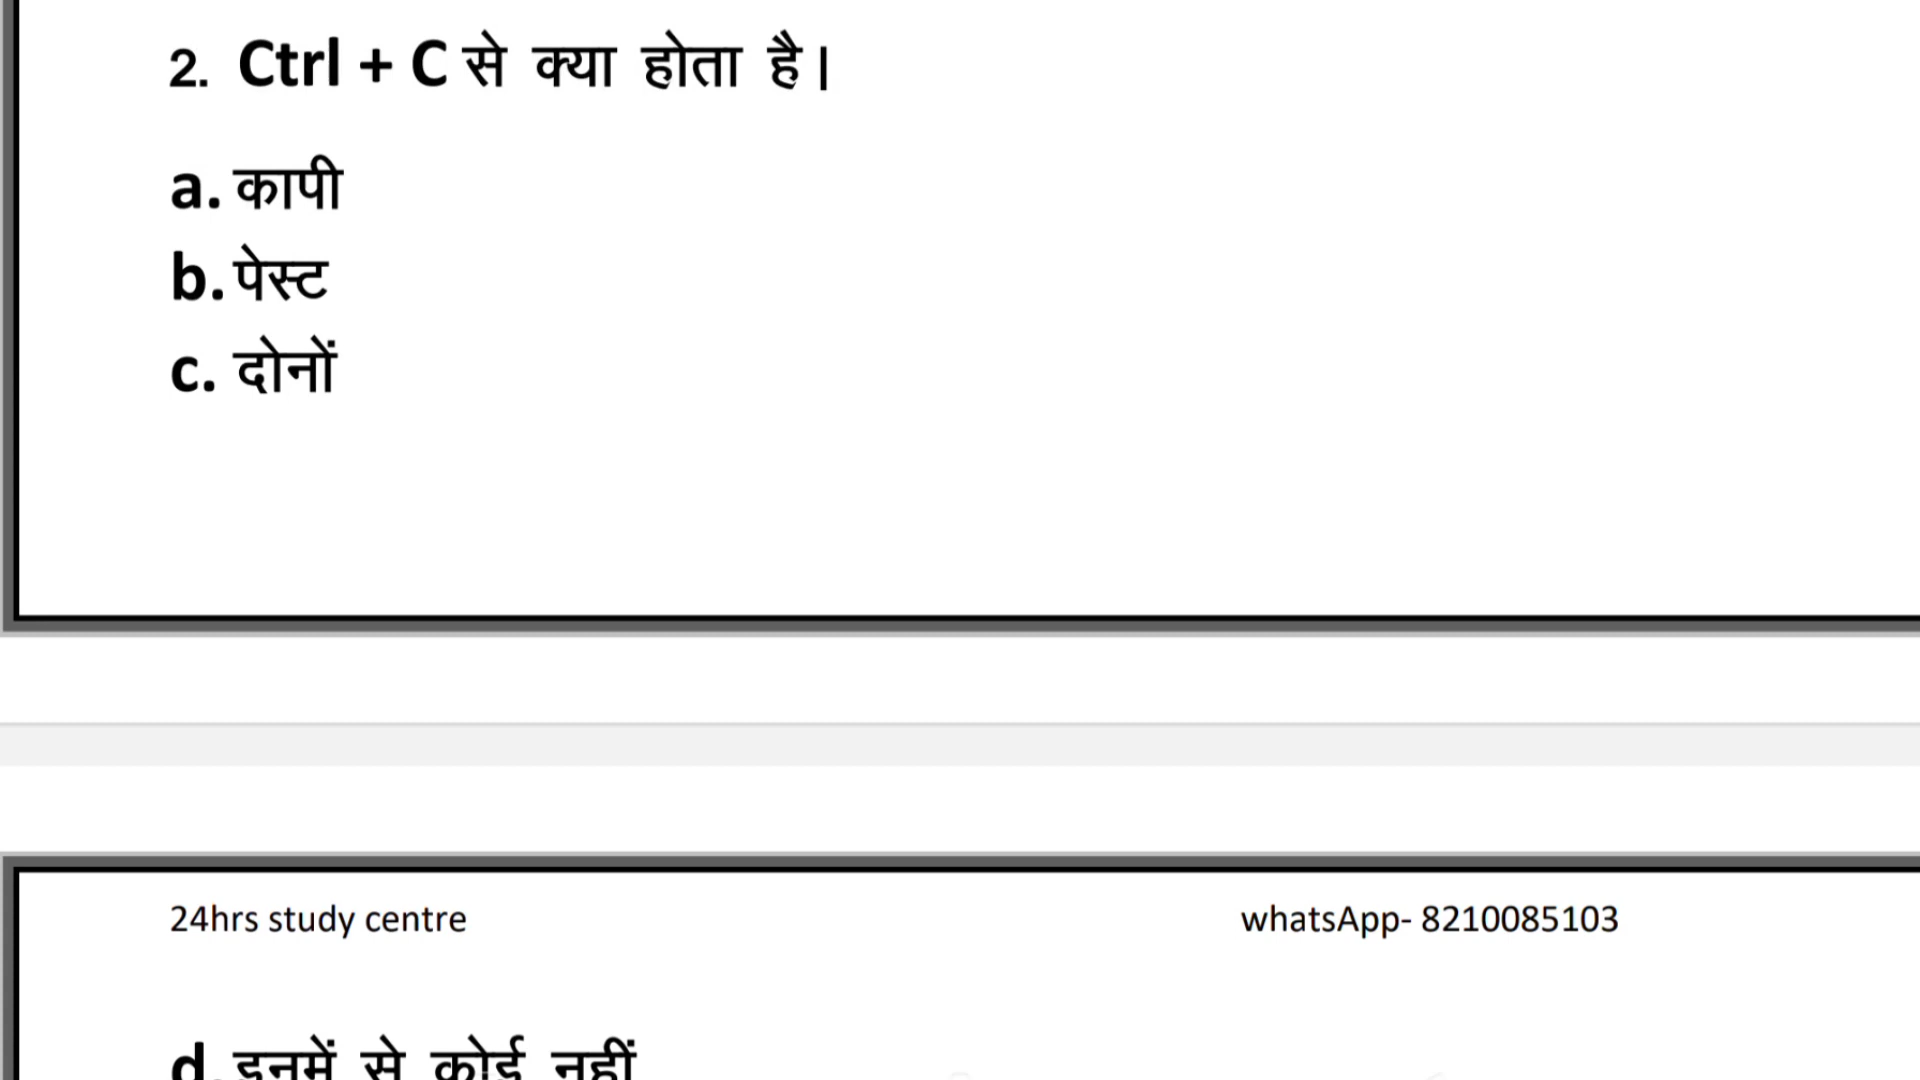 2. Ctrl + C से क्या होता है।
a. कापी
b. पेस्ट
c. दोनों
24hrs study centre whatsApp- 8210085103
d. इनमें से कोई नहीं